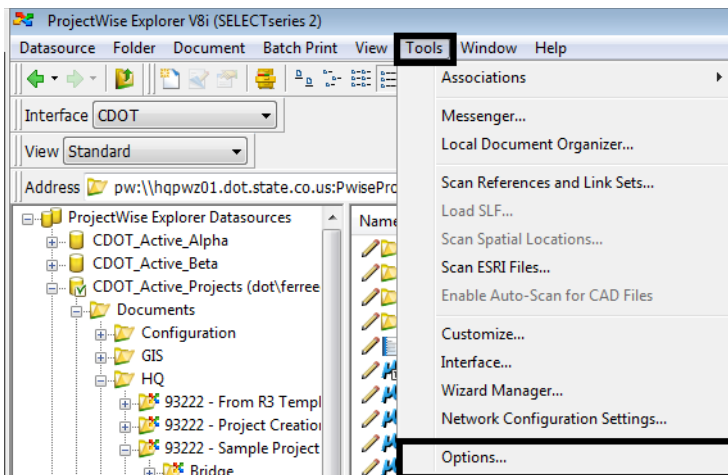 ProjectWise Explorer V8i (SELECTseries 2)
Datasource Folder Document Batch Print View Tools Window Help
Interface CDOT
View Standard
Address pw:\\hqpwz01.dot.state.co.us:PwisePro
ProjectWise Explorer Datasources
CDOT_Active_Alpha
CDOT_Active_Beta
CDOT_Active_Projects (dot\ferree
Documents
Configuration
GIS
HQ
93222 - From R3 Templ
93222 - Project Creation
93222 - Sample Project
Bridge
Name
Associations
Messenger...
Local Document Organizer...
Scan References and Link Sets...
Load SLF...
Scan Spatial Locations...
Scan ESRI Files...
Enable Auto-Scan for CAD Files
Customize...
Interface...
Wizard Manager...
Network Configuration Settings...
Options...